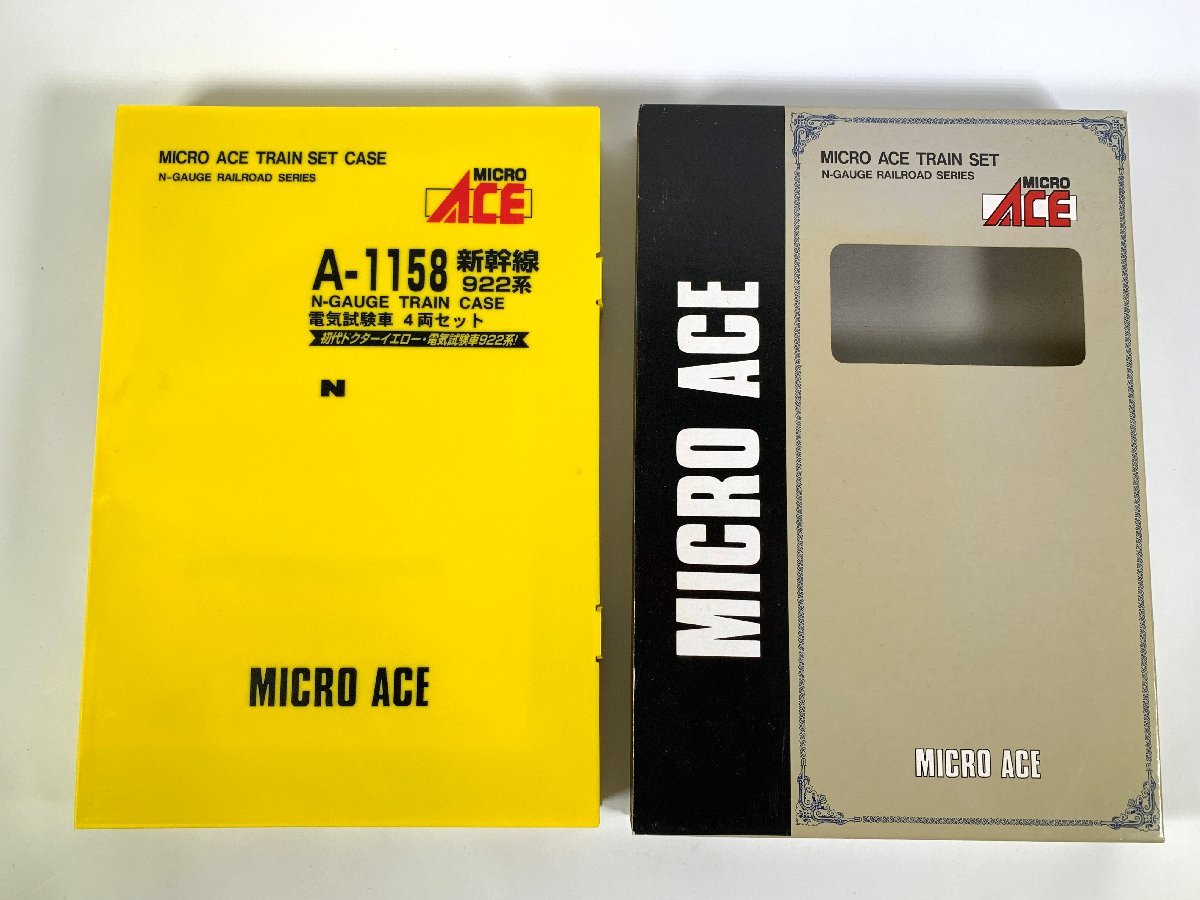 MICRO ACE TRAIN SET CASE
N-GAUGE RAILROAD SERIES
MICRO
ACE
A-1158 新幹線
922系
N-GAUGE TRAIN CASE
電気試験車 4両セット
初代ドクターイエロー・電気試験車922系!
N
MICRO ACE
MICRO ACE
MICRO ACE TRAIN SET
N-GAUGE RAILROAD SERIES
MICRO
ACE
MICRO ACE